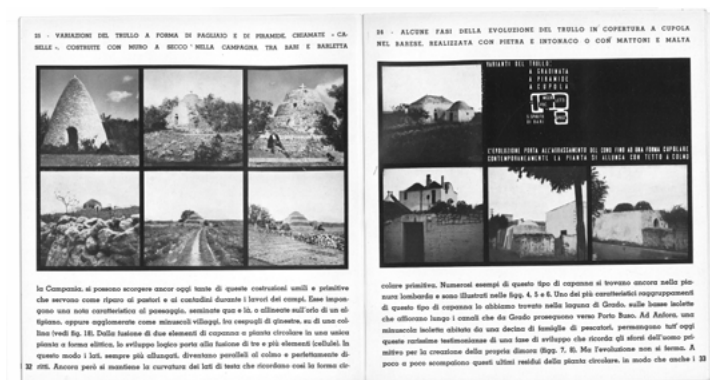 25 - VARIAZIONI DEL TRULLO A FORMA DI PAGLIAIO E DI PIRAMIDE, CHIAMATE « CA-
SELLE », COSTRUITE CON MURO A SECCO NELLA CAMPAGNA TRA BARI E BARLETTA
la Campania, si possono scorgere ancor oggi tante di queste costruzioni umili e primitive
che servono come riparo ai pastori e ai contadini durante i lavori dei campi. Esse impon-
gono una nota caratteristica al paesaggio, seminate qua e là, o allineate sull'orlo di un al-
tipiano, oppure agglomerate come minuscoli villaggi, tra cespugli di ginestre, su di una col-
lina (vedi fig. 18). Dalla fusione di due elementi di capanna a pianta circolare in una unica
pianta a forma elittica, lo sviluppo logico porta alla fusione di tre e più elementi (cellule). In
questo modo i lati, sempre più allungati, diventano paralleli al colmo e perfettamente di-
32 ritti. Ancora però si mantiene la curvatura dei lati di testa che ricordano così la forma cir-
26 - ALCUNE FASI DELLA EVOLUZIONE DEL TRULLO IN COPERTURA A CUPOLA
NEL BARESE, REALIZZATA CON PIETRA E INTONACO O CON MATTONI E MALTA
VARIANTI DEL TRULLO:
A GRADINATA
A PIRAMIDE
A CUPOLA
L'EVOLUZIONE PORTA ALL'ABBASSAMENTO DEL CONO FINO AD UNA FORMA CUPOLARE
CONTEMPORANEAMENTE LA PIANTA SI ALLUNGA CON TETTO A COLMO
colare primitiva. Numerosi esempi di questo tipo di capanna si trovano ancora nella pia-
nura lombarda e sono illustrati nelle figg. 4, 5 e 6. Uno dei più caratteristici raggruppamenti
di questo tipo di capanna lo abbiamo trovato nella laguna di Grado, sulle basse isolette
che affiorano lungo i canali che da Grado proseguono verso Porto Buso. Ad Anfora, una
minuscola isoletta abitata da una decina di famiglie di pescatori, permangono tutt'oggi
queste rarissime testimonianze di una fase di sviluppo che ricorda gli sforzi dell'uomo pri-
mitivo per la creazione della propria dimora (figg. 7, 8). Ma l'evoluzione non si ferma. A
poco a poco scompaiono questi ultimi residui della pianta circolare, in modo che anche i 33